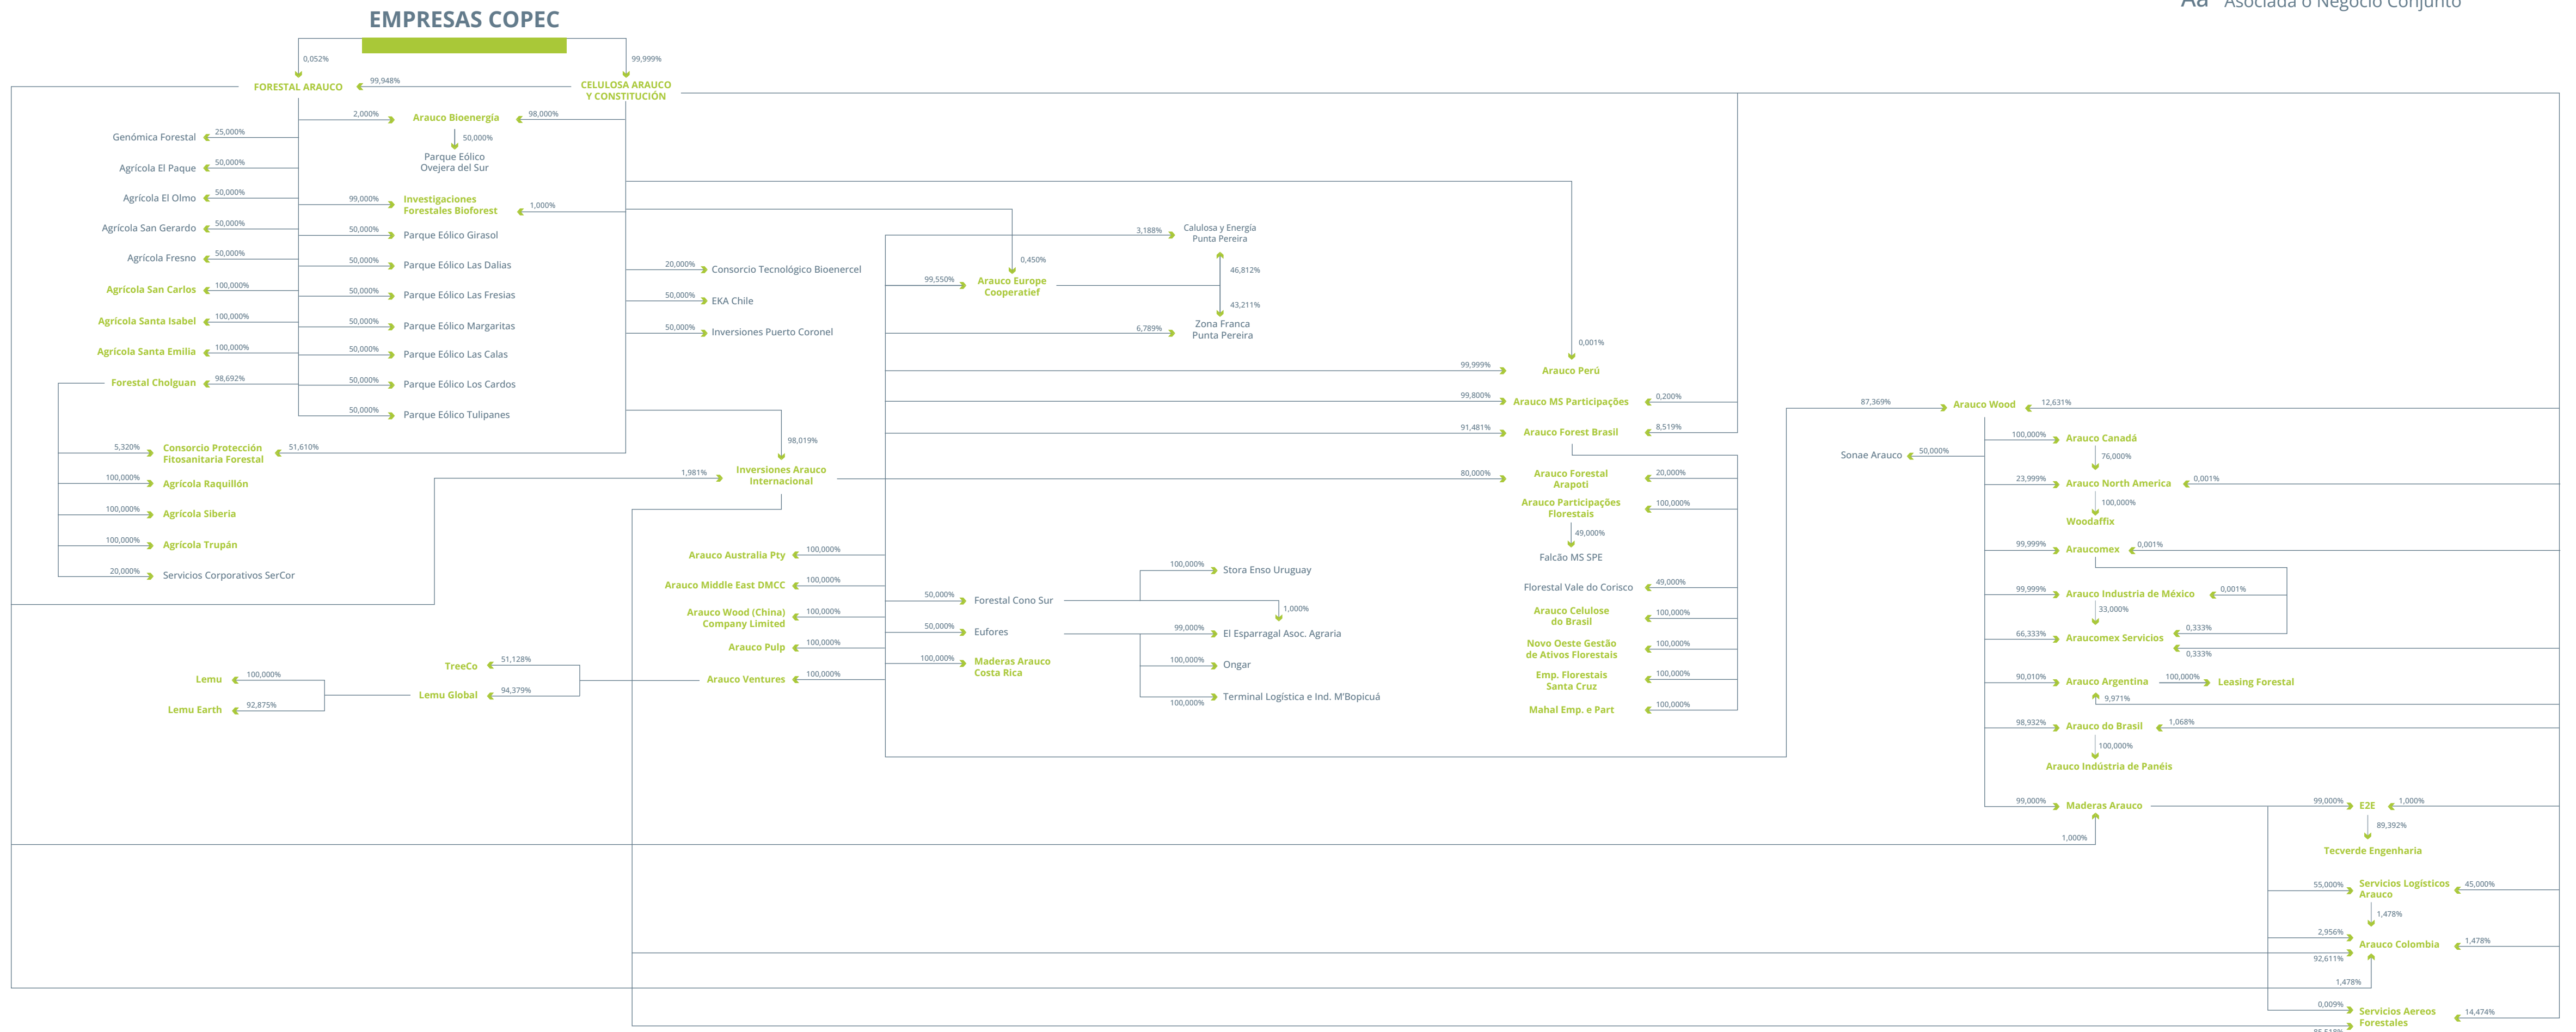 EMPRESAS COPEC
Aa Asociada o Negocio Conjunto
0,052%
99,999%
FORESTAL ARAUCO
99,948%
CELULOSA ARAUCO
Y CONSTITUCIÓN
2,000%
Arauco Bioenergía
98,000%
50,000%
Parque Eólico
Ovejera del Sur
Genómica Forestal
25,000%
Agrícola El Paque
50,000%
Agrícola El Olmo
50,000%
Agrícola San Gerardo
50,000%
Agrícola Fresno
50,000%
Agrícola San Carlos
100,000%
Agrícola Santa Isabel
100,000%
Agrícola Santa Emilia
100,000%
Forestal Cholguan
98,692%
99,000%
Investigaciones
Forestales Bioforest
1,000%
50,000%
Parque Eólico Girasol
50,000%
Parque Eólico Las Dalias
50,000%
Parque Eólico Las Fresias
50,000%
Parque Eólico Margaritas
50,000%
Parque Eólico Las Calas
50,000%
Parque Eólico Los Cardos
50,000%
Parque Eólico Tulipanes
5,320%
Consorcio Protección
Fitosanitaria Forestal
51,610%
100,000%
Agrícola Raquillón
100,000%
Agrícola Siberia
100,000%
Agrícola Trupán
20,000%
Servicios Corporativos SerCor
20,000%
Consorcio Tecnológico Bioenercel
50,000%
EKA Chile
50,000%
Inversiones Puerto Coronel
98,019%
1,981%
Inversiones Arauco
Internacional
Arauco Australia Pty
100,000%
Arauco Middle East DMCC
100,000%
Arauco Wood (China)
Company Limited
100,000%
Arauco Pulp
100,000%
Arauco Ventures
100,000%
TreeCo
51,128%
Lemu Global
94,379%
Lemu
100,000%
Lemu Earth
92,875%
3,188%
Calulosa y Energía
Punta Pereira
0,450%
99,550%
Arauco Europe
Cooperatief
46,812%
43,211%
6,789%
Zona Franca
Punta Pereira
50,000%
Forestal Cono Sur
50,000%
Eufores
100,000%
Maderas Arauco
Costa Rica
100,000%
Stora Enso Uruguay
1,000%
99,000%
El Esparragal Asoc. Agraria
100,000%
Ongar
100,000%
Terminal Logística e Ind. M'Bopicuá
0,001%
99,999%
Arauco Perú
99,800%
Arauco MS Participações
0,200%
91,481%
Arauco Forest Brasil
8,519%
80,000%
Arauco Forestal
Arapoti
20,000%
Arauco Participações
Florestais
100,000%
49,000%
Falcão MS SPE
Florestal Vale do Corisco
49,000%
Arauco Celulose
do Brasil
100,000%
Novo Oeste Gestão
de Ativos Florestais
100,000%
Emp. Florestais
Santa Cruz
100,000%
Mahal Emp. e Part
100,000%
87,369%
Arauco Wood
12,631%
Sonae Arauco
50,000%
100,000%
Arauco Canadá
76,000%
23,999%
Arauco North America
0,001%
100,000%
Woodaffix
99,999%
Araucomex
0,001%
99,999%
Arauco Industria de México
0,001%
33,000%
66,333%
Araucomex Servicios
0,333%
0,333%
90,010%
Arauco Argentina
100,000%
Leasing Forestal
9,971%
98,932%
Arauco do Brasil
1,068%
100,000%
Arauco Indústria de Panéis
99,000%
Maderas Arauco
1,000%
99,000%
E2E
1,000%
89,392%
Tecverde Engenharia
55,000%
Servicios Logísticos
Arauco
45,000%
1,478%
2,956%
Arauco Colombia
1,478%
92,611%
1,478%
0,009%
Servicios Aereos
Forestales
14,474%
85,518%